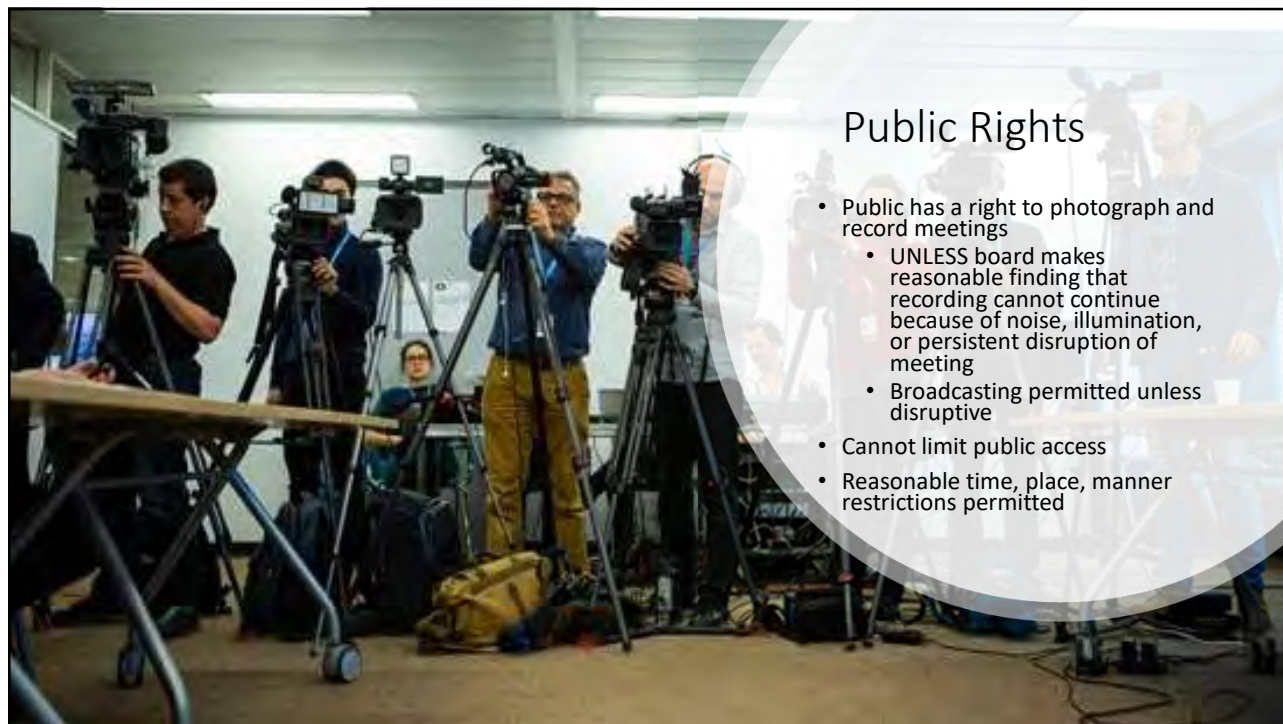 Public Rights
• Public has a right to photograph and
record meetings
• UNLESS board makes
reasonable finding that
recording cannot continue
because of noise, illumination,
or persistent disruption of
meeting
• Broadcasting permitted unless
disruptive
• Cannot limit public access
• Reasonable time, place, manner
restrictions permitted